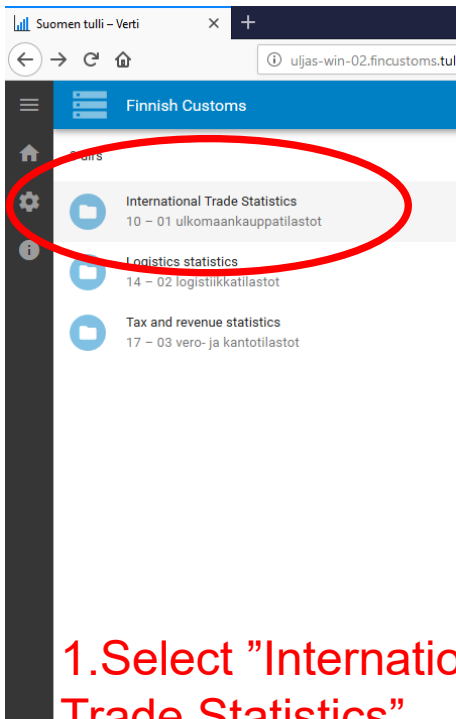 Suomen tulli – Verti
uljas-win-02.fincustoms.tul
Finnish Customs
dirs
International Trade Statistics
10 – 01 ulkomaankauppatilastot
Logistics statistics
14 – 02 logistiikkatilastot
Tax and revenue statistics
17 – 03 vero- ja kantotilastot
1.Select ”Internatio
Trade Statistics”